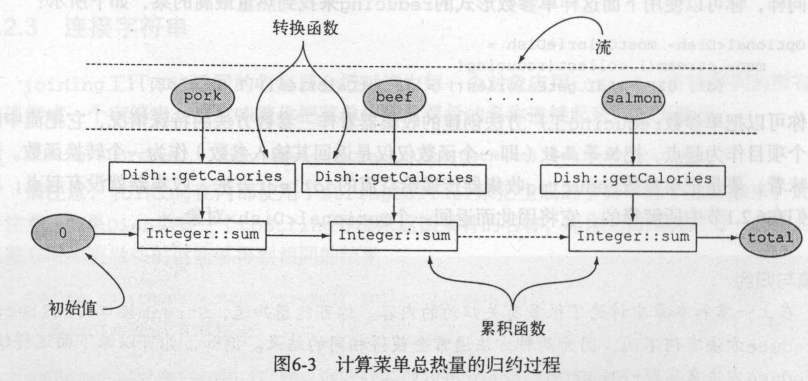 转换函数
流
pork
beef
salmon
Dish::getCalories
Dish::getCalories
Dish::getCalories
0
Integer::sum
Integer::sum
Integer::sum
total
初始值
累积函数
图6-3 计算菜单总热量的归约过程